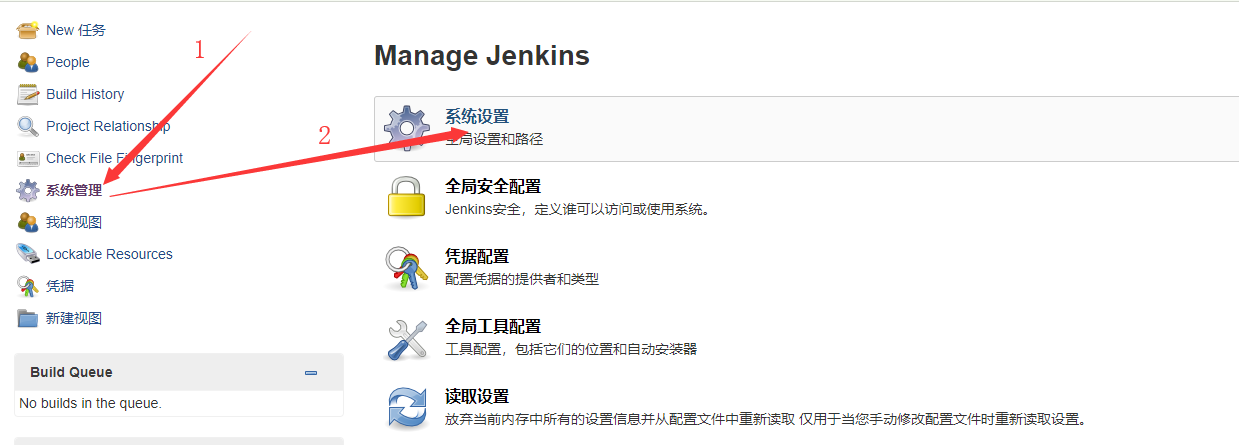 New 任务
People
Build History
Project Relationship
Check File Fingerprint
系统管理
我的视图
Lockable Resources
凭据
新建视图
Build Queue
No builds in the queue.
1
2
Manage Jenkins
系统设置
全局设置和路径
全局安全配置
Jenkins安全，定义谁可以访问或使用系统。
凭据配置
配置凭据的提供者和类型
全局工具配置
工具配置，包括它们的位置和自动安装器
读取设置
放弃当前内存中所有的设置信息并从配置文件中重新读取 仅用于当您手动修改配置文件时重新读取设置。